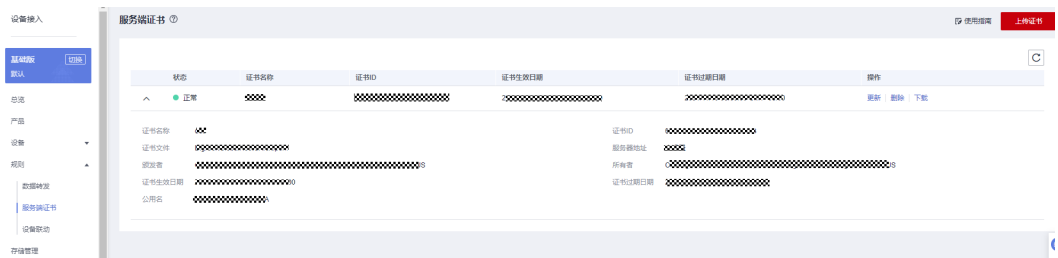 设备接入
服务端证书
使用指南
上传证书
基础版 切换
默认
状态 证书名称 证书ID 证书生效日期 证书过期日期 操作
正常 更新 删除 下载
总览
产品
设备
规则
数据转发
服务端证书
设备联动
存储管理
证书名称 证书ID
证书文件 服务器地址
颁发者 所有者
证书生效日期 证书过期日期
公用名